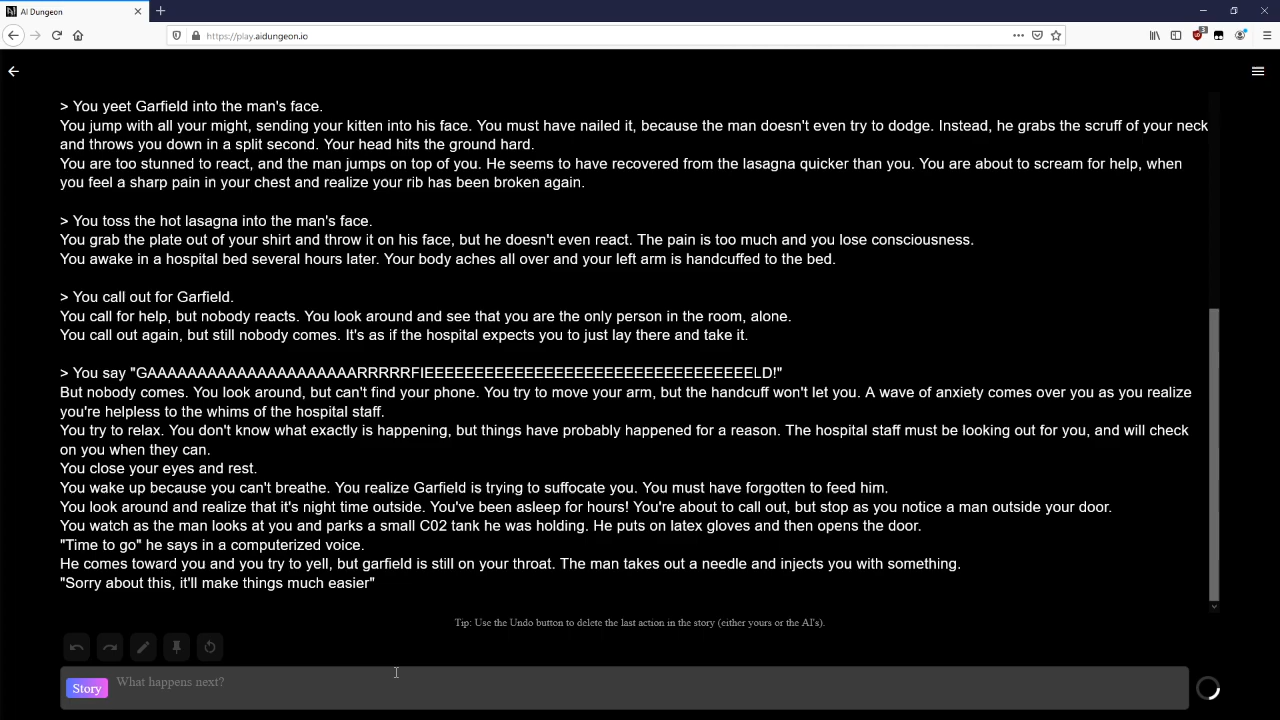 AI Dungeon
https://play.aidungeon.io
> You yeet Garfield into the man's face.
You jump with all your might, sending your kitten into his face. You must have nailed it, because the man doesn't even try to dodge. Instead, he grabs the scruff of your neck
and throws you down in a split second. Your head hits the ground hard.
You are too stunned to react, and the man jumps on top of you. He seems to have recovered from the lasagna quicker than you. You are about to scream for help, when
you feel a sharp pain in your chest and realize your rib has been broken again.
> You toss the hot lasagna into the man's face.
You grab the plate out of your shirt and throw it on his face, but he doesn't even react. The pain is too much and you lose consciousness.
You awake in a hospital bed several hours later. Your body aches all over and your left arm is handcuffed to the bed.
> You call out for Garfield.
You call for help, but nobody reacts. You look around and see that you are the only person in the room, alone.
You call out again, but still nobody comes. It's as if the hospital expects you to just lay there and take it.
> You say "GAAAAAAAAAAAAAAAAAAAAARRRRRFIEEEEEEEEEEEEEEEEEEEEEEEEEEEEEEEEELD!"
But nobody comes. You look around, but can't find your phone. You try to move your arm, but the handcuff won't let you. A wave of anxiety comes over you as you realize
you're helpless to the whims of the hospital staff.
You try to relax. You don't know what exactly is happening, but things have probably happened for a reason. The hospital staff must be looking out for you, and will check
on you when they can.
You close your eyes and rest.
You wake up because you can't breathe. You realize Garfield is trying to suffocate you. You must have forgotten to feed him.
You look around and realize that it's night time outside. You've been asleep for hours! You're about to call out, but stop as you notice a man outside your door.
You watch as the man looks at you and parks a small C02 tank he was holding. He puts on latex gloves and then opens the door.
"Time to go" he says in a computerized voice.
He comes toward you and you try to yell, but garfield is still on your throat. The man takes out a needle and injects you with something.
"Sorry about this, it'll make things much easier"
Tip: Use the Undo button to delete the last action in the story (either yours or the AI's).
Story What happens next?